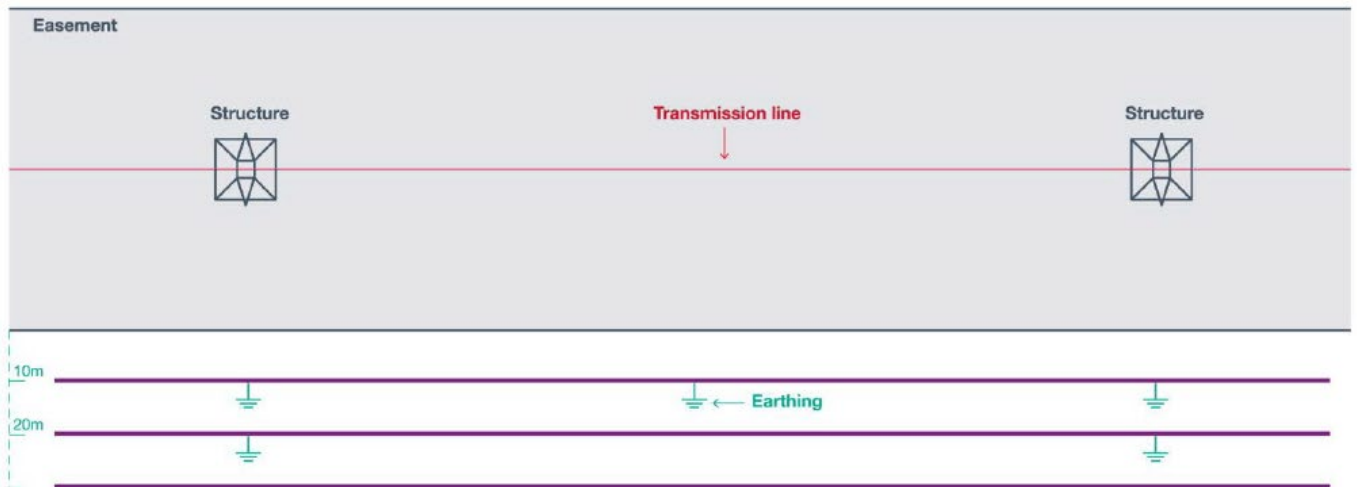 Easement
Structure
Transmission line
Structure
10m
Earthing
20m